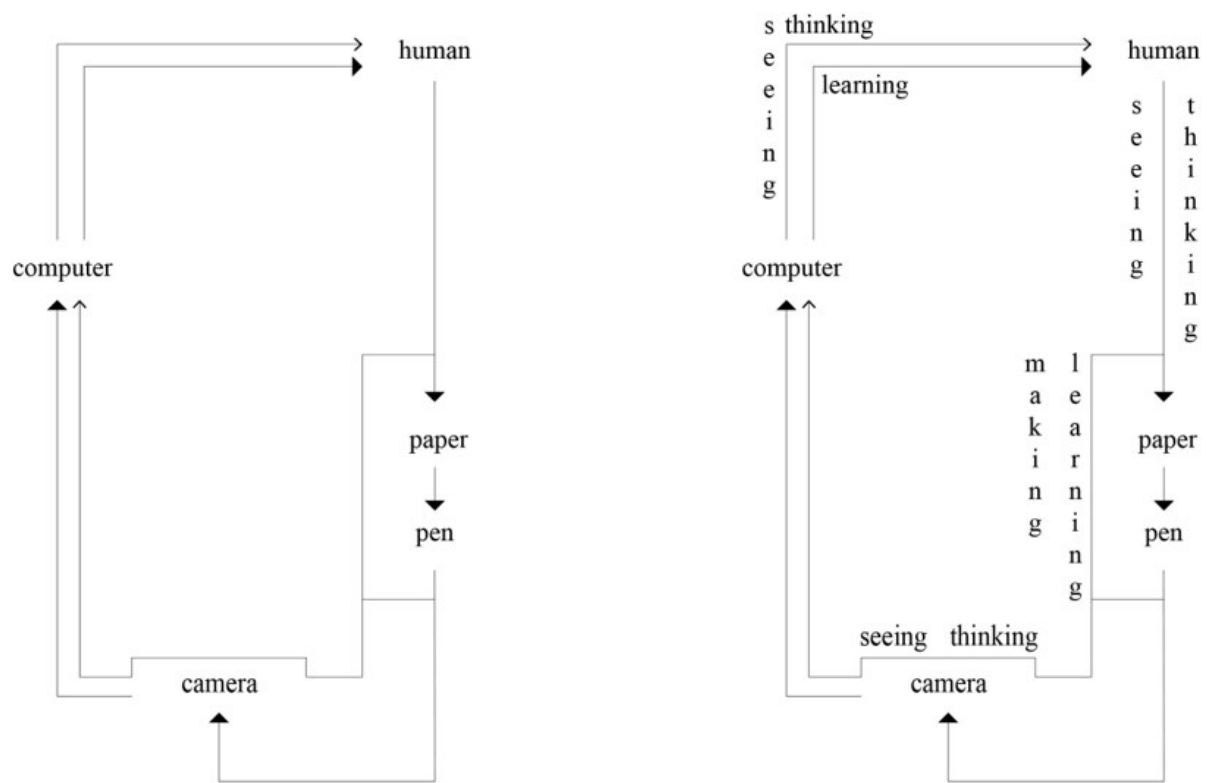 human
computer
paper
pen
camera
seeing
thinking
human
learning
seeing
thinking
computer
making
learning
paper
pen
seeing thinking
camera